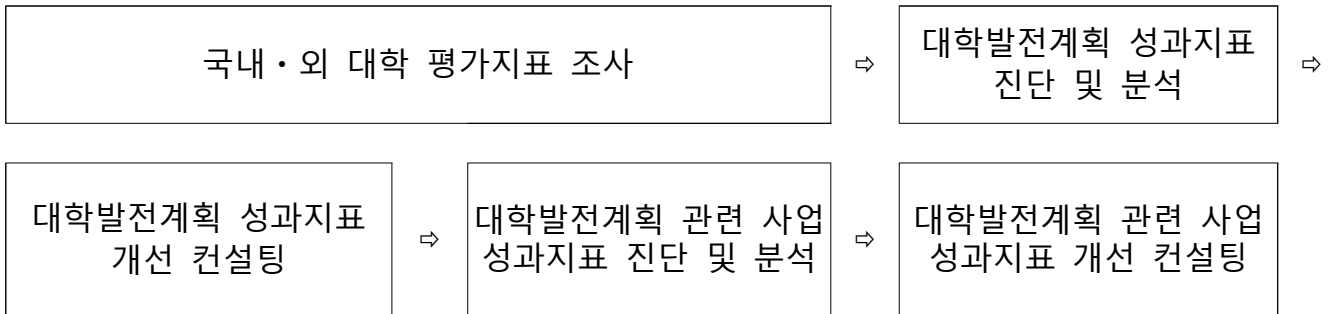 국내·외 대학 평가지표 조사
⇨
대학발전계획 성과지표
진단 및 분석
⇨
대학발전계획 성과지표
개선 컨설팅
⇨
대학발전계획 관련 사업
성과지표 진단 및 분석
⇨
대학발전계획 관련 사업
성과지표 개선 컨설팅